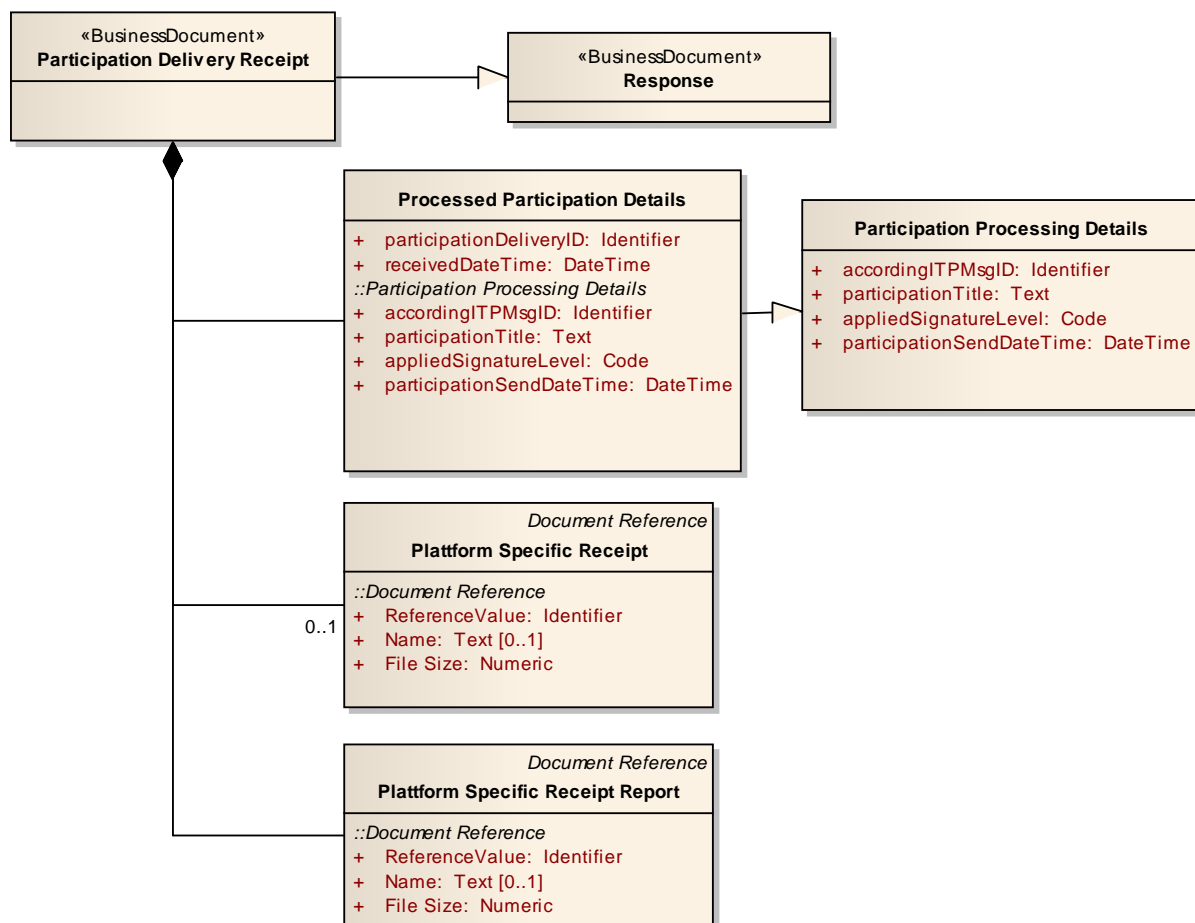 «BusinessDocument»
Participation Delivery Receipt
«BusinessDocument»
Response
Processed Participation Details
+ participationDeliveryID: Identifier
+ receivedDateTime: DateTime
::Participation Processing Details
+ accordingITPMsgID: Identifier
+ participationTitle: Text
+ appliedSignatureLevel: Code
+ participationSendDateTime: DateTime
Participation Processing Details
+ accordingITPMsgID: Identifier
+ participationTitle: Text
+ appliedSignatureLevel: Code
+ participationSendDateTime: DateTime
Document Reference
Plattform Specific Receipt
::Document Reference
+ ReferenceValue: Identifier
+ Name: Text [0..1]
+ File Size: Numeric
0..1
Document Reference
Plattform Specific Receipt Report
::Document Reference
+ ReferenceValue: Identifier
+ Name: Text [0..1]
+ File Size: Numeric